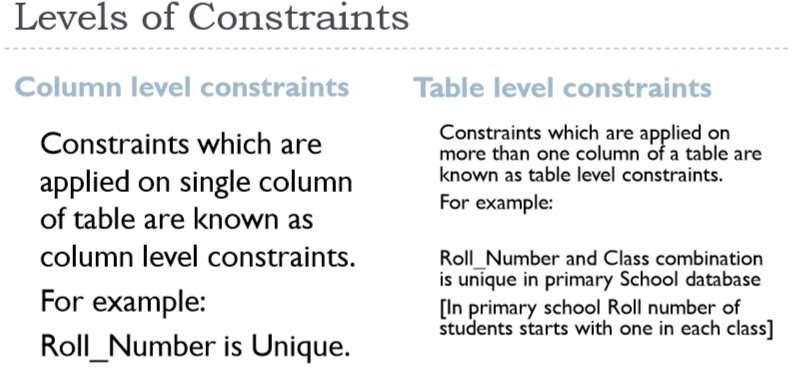 Levels of Constraints
Column level constraints
Constraints which are
applied on single column
of table are known as
column level constraints.
For example:
Roll_Number is Unique.
Table level constraints
Constraints which are applied on
more than one column of a table are
known as table level constraints.
For example:
Roll_Number and Class combination
is unique in primary School database
[In primary school Roll number of
students starts with one in each class]